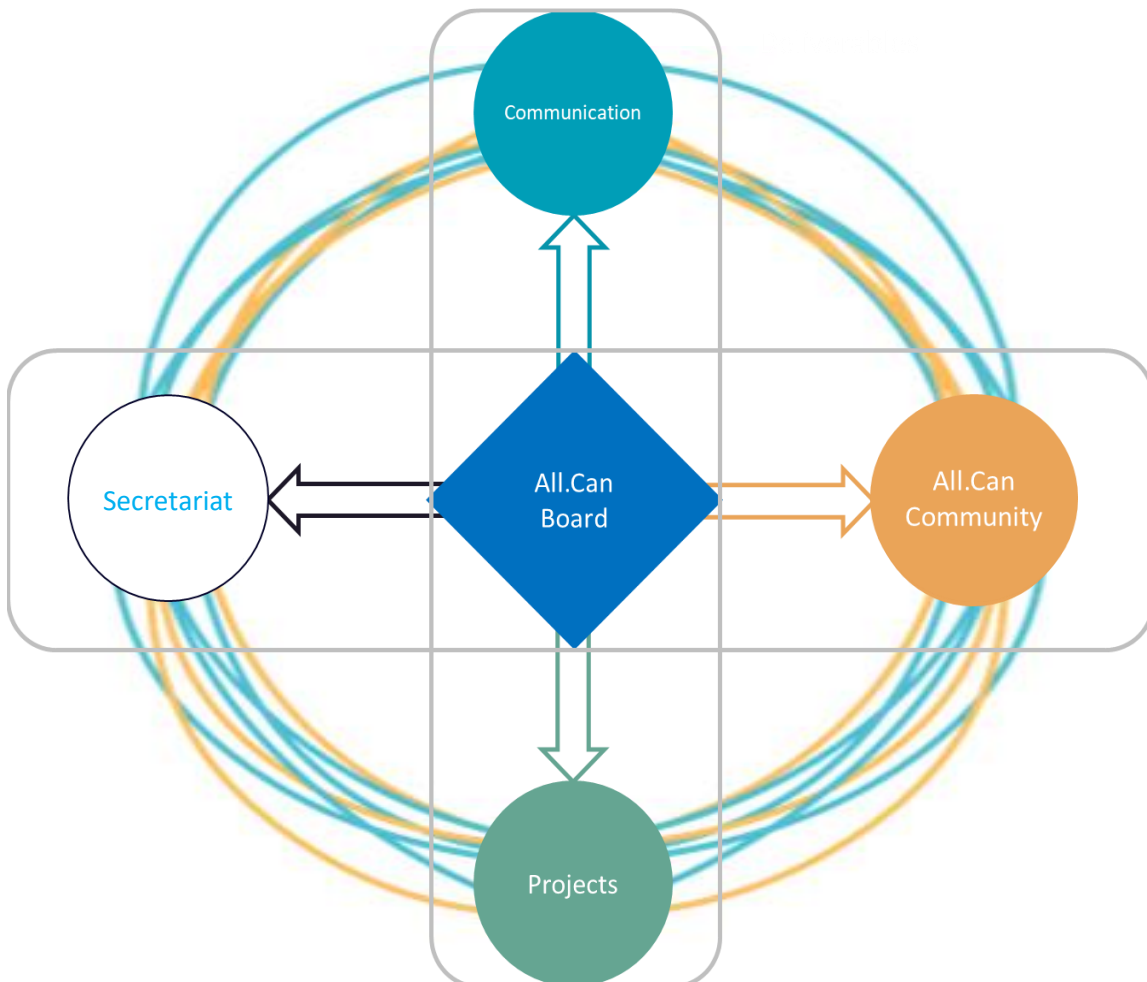 Communication
Secretariat
All.Can
Board
All.Can
Community
Projects